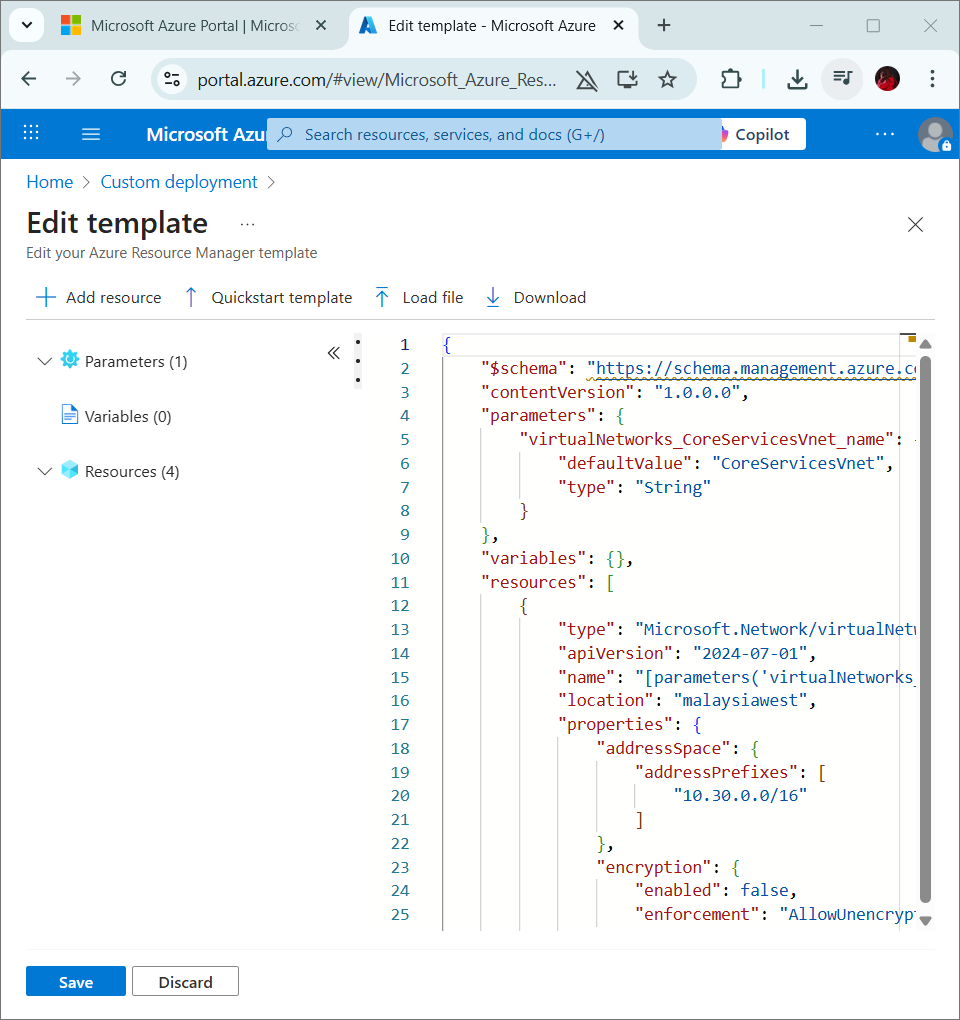 Microsoft Azure Portal | Micros
Edit template - Microsoft Azure
portal.azure.com/#view/Microsoft_Azure_Res...
Microsoft Azu
Search resources, services, and docs (G+/)
Copilot
Home > Custom deployment >
Edit template ...
Edit your Azure Resource Manager template
Add resource
Quickstart template
Load file
Download
Parameters (1)
Variables (0)
Resources (4)
1 {
2 "$schema": "https://schema.management.azure.co
3 "contentVersion": "1.0.0.0",
4 "parameters": {
5 "virtualNetworks_CoreServicesVnet_name": {
6 "defaultValue": "CoreServicesVnet",
7 "type": "String"
8 }
9 },
10 "variables": {},
11 "resources": [
12 {
13 "type": "Microsoft.Network/virtualNetw
14 "apiVersion": "2024-07-01",
15 "name": "[parameters('virtualNetworks_
16 "location": "malaysiawest",
17 "properties": {
18 "addressSpace": {
19 "addressPrefixes": [
20 "10.30.0.0/16"
21 ]
22 },
23 "encryption": {
24 "enabled": false,
25 "enforcement": "AllowUnencryp
Save
Discard